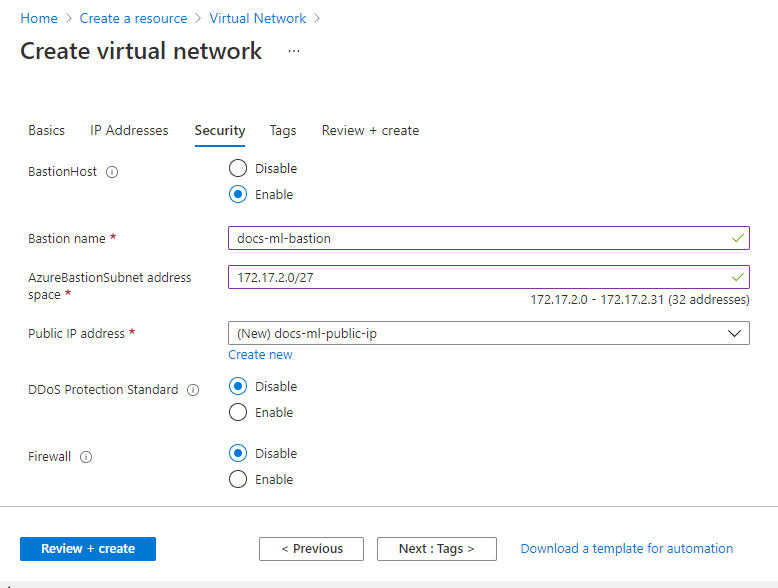 Home > Create a resource > Virtual Network >
Create virtual network ...
Basics IP Addresses Security Tags Review + create
BastionHost
Disable
Enable
Bastion name *
docs-ml-bastion
AzureBastionSubnet address
space *
172.17.2.0/27
172.17.2.0 - 172.17.2.31 (32 addresses)
Public IP address *
(New) docs-ml-public-ip
Create new
DDoS Protection Standard
Disable
Enable
Firewall
Disable
Enable
Review + create < Previous Next : Tags > Download a template for automation